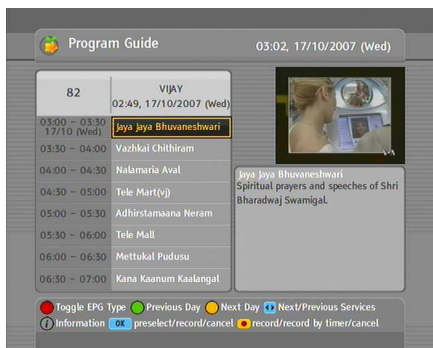 Program Guide
03:02, 17/10/2007 (Wed)
82
VIJAY
02:49, 17/10/2007 (Wed)
03:00 ~ 03:30
17/10 (Wed)
Jaya Jaya Bhuvaneshwari
03:30 ~ 04:00 Vazhkai Chithiram
04:00 ~ 04:30 Nalamaria Aval
04:30 ~ 05:00 Tele Mart(vj)
05:00 ~ 05:30 Adhirstamaana Neram
05:30 ~ 06:00 Tele Mall
06:00 ~ 06:30 Mettukal Pudusu
06:30 ~ 07:00 Kana Kaanum Kaalangal
VOA
Jaya Jaya Bhuvaneshwari
Spiritual prayers and speeches of Shri
Bharadwaj Swamigal.
Toggle EPG Type Previous Day Next Day Next/Previous Services
i Information OK preselect/record/cancel record/record by timer/cancel